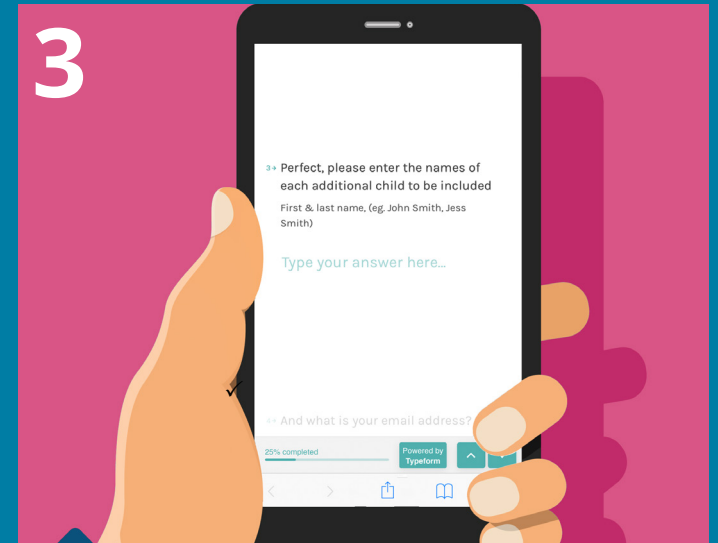 3
3→ Perfect, please enter the names of
each additional child to be included
First & last name, (eg. John Smith, Jess
Smith)
Type your answer here...
And what is your email address?
25% completed
Powered by
Typeform